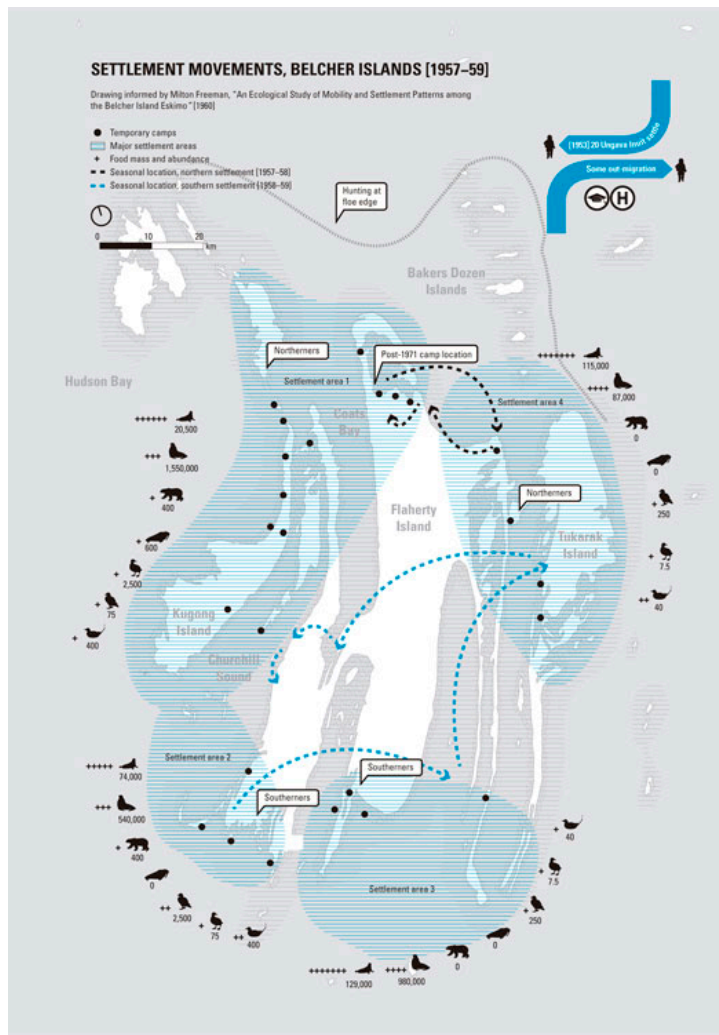 SETTLEMENT MOVEMENTS, BELCHER ISLANDS [1957–59]
Drawing informed by Milton Freeman, "An Ecological Study of Mobility and Settlement Patterns among
the Belcher Island Eskimo" [1960]
Temporary camps
Major settlement areas
+ Food mass and abundance
Seasonal location, northern settlement [1957–58]
Seasonal location, southern settlement [1958–59]
0 10 20
km
[1953] 20 Ungava Inuit settle
Some out migration
H
Hunting at
floe edge
Bakers Dozen
Islands
Hudson Bay
Northerners
Post-1971 camp location
Settlement area 1
Settlement area 4
Coats
Bay
Flaherty
Island
Northerners
Tukarak
Island
Kugong
Island
Churchill
Sound
Settlement area 2
Southerners
Southerners
Settlement area 3
++++++
20,500
+++
1,550,000
+
400
+
600
+
2,500
+
75
+
400
+++++++
115,000
++++
87,000
0
0
+
250
+
7.5
++
40
+++++
74,000
+++
540,000
+
400
0
++
2,500
+
75
++
400
+++++++
129,000
++++
980,000
0
0
+
250
+
7.5
+
40